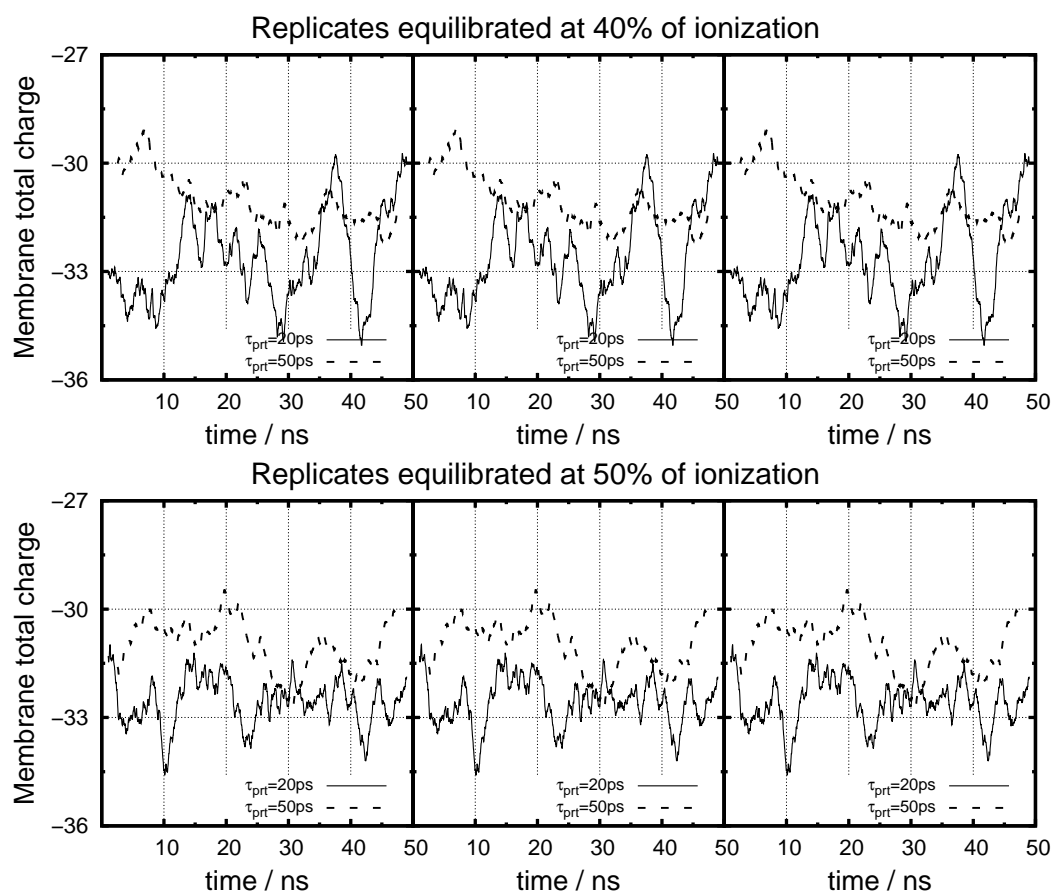 Replicates equilibrated at 40% of ionization
Membrane total charge
−27
−30
−33
−36
τprt=20ps
τprt=50ps
τprt=20ps
τprt=50ps
τprt=20ps
τprt=50ps
10 20 30 40 50 10 20 30 40 50 10 20 30 40 50
time / ns time / ns time / ns
Replicates equilibrated at 50% of ionization
Membrane total charge
−27
−30
−33
−36
τprt=20ps
τprt=50ps
τprt=20ps
τprt=50ps
τprt=20ps
τprt=50ps
10 20 30 40 50 10 20 30 40 50 10 20 30 40 50
time / ns time / ns time / ns